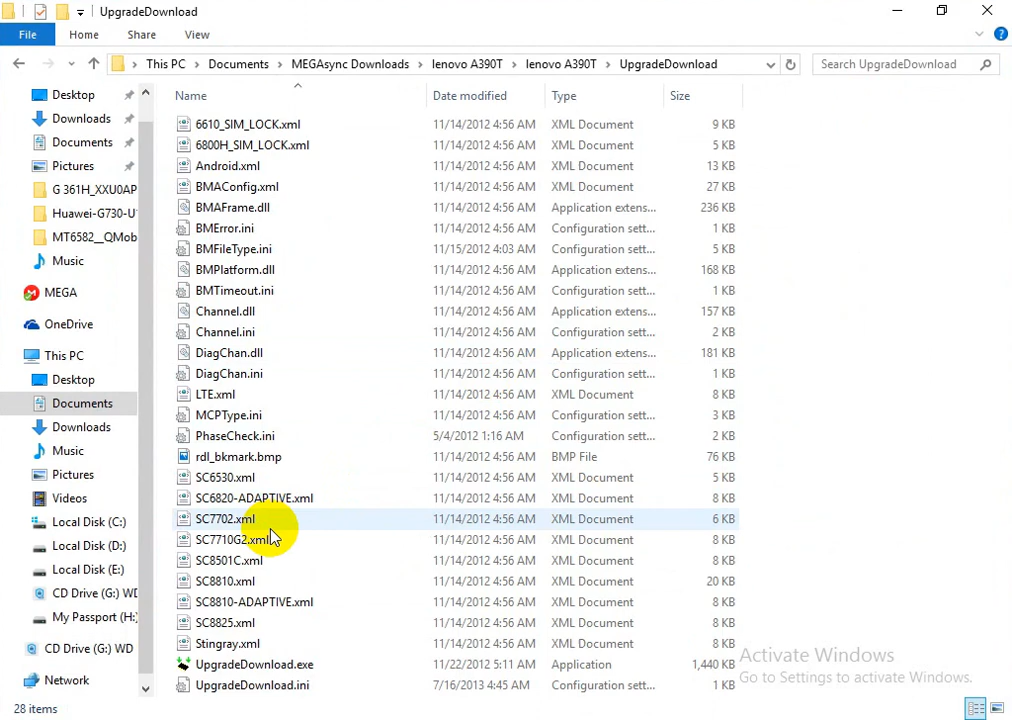 UpgradeDownload
File Home Share View
This PC Documents MEGAsync Downloads lenovo A390T lenovo A390T UpgradeDownload Search UpgradeDownload
Name Date modified Type Size
Desktop
Downloads
Documents
Pictures
G 361H_XXU0AP
Huawei-G730-U
MT6582__QMob
Music
MEGA
OneDrive
This PC
Desktop
Documents
Downloads
Music
Pictures
Videos
Local Disk (C:)
Local Disk (D:)
Local Disk (E:)
CD Drive (G:) WD
My Passport (H:
CD Drive (G:) WD
Network
6610_SIM_LOCK.xml 11/14/2012 4:56 AM XML Document 9 KB
6800H_SIM_LOCK.xml 11/14/2012 4:56 AM XML Document 5 KB
Android.xml 11/14/2012 4:56 AM XML Document 13 KB
BMAConfig.xml 11/14/2012 4:56 AM XML Document 27 KB
BMAFrame.dll 11/14/2012 4:56 AM Application extens... 236 KB
BMError.ini 11/14/2012 4:56 AM Configuration sett... 1 KB
BMFileType.ini 11/15/2012 4:03 AM Configuration sett... 5 KB
BMPlatform.dll 11/14/2012 4:56 AM Application extens... 168 KB
BMTimeout.ini 11/14/2012 4:56 AM Configuration sett... 1 KB
Channel.dll 11/14/2012 4:56 AM Application extens... 157 KB
Channel.ini 11/14/2012 4:56 AM Configuration sett... 2 KB
DiagChan.dll 11/14/2012 4:56 AM Application extens... 181 KB
DiagChan.ini 11/14/2012 4:56 AM Configuration sett... 1 KB
LTE.xml 11/14/2012 4:56 AM XML Document 8 KB
MCPType.ini 11/14/2012 4:56 AM Configuration sett... 3 KB
PhaseCheck.ini 5/4/2012 1:16 AM Configuration sett... 2 KB
rdl_bkmark.bmp 11/14/2012 4:56 AM BMP File 76 KB
SC6530.xml 11/14/2012 4:56 AM XML Document 5 KB
SC6820-ADAPTIVE.xml 11/14/2012 4:56 AM XML Document 8 KB
SC7702.xml 11/14/2012 4:56 AM XML Document 6 KB
SC7710G2.xml 11/14/2012 4:56 AM XML Document 8 KB
SC8501C.xml 11/14/2012 4:56 AM XML Document 8 KB
SC8810.xml 11/14/2012 4:56 AM XML Document 20 KB
SC8810-ADAPTIVE.xml 11/14/2012 4:56 AM XML Document 8 KB
SC8825.xml 11/14/2012 4:56 AM XML Document 8 KB
Stingray.xml 11/14/2012 4:56 AM XML Document 8 KB
UpgradeDownload.exe 11/22/2012 5:11 AM Application 1,440 KB
UpgradeDownload.ini 7/16/2013 4:45 AM Configuration sett... 1 KB
Activate Windows
Go to Settings to activate Windows.
28 items